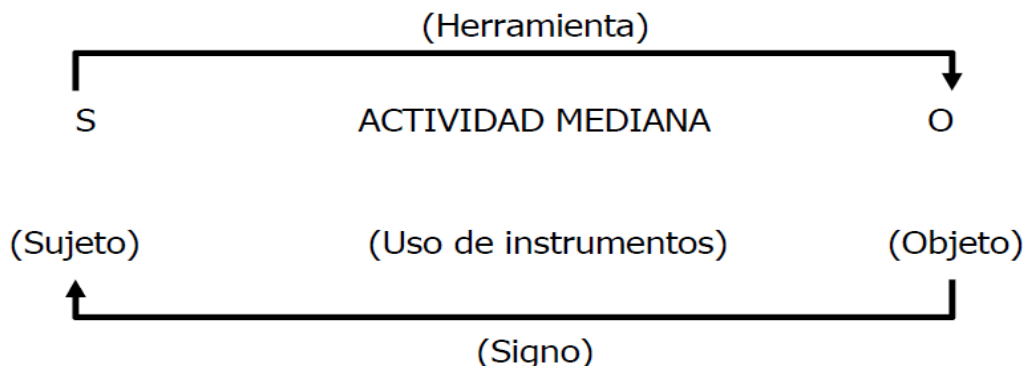 (Herramienta)
S ACTIVIDAD MEDIANA O
(Sujeto) (Uso de instrumentos) (Objeto)
(Signo)